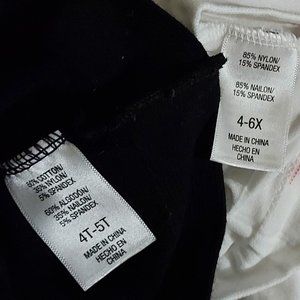 85% NYLON/
15% SPANDEX
85% NAILON/
15% SPANDEX
4-6X
MADE IN CHINA
HECHO EN
CHINA
60% COTTON/
35% NYLON/
5% SPANDEX
60% ALGODON/
35% NAILON/
5% SPANDEX
4T-5T
MADE IN CHINA
HECHO EN
CHINA